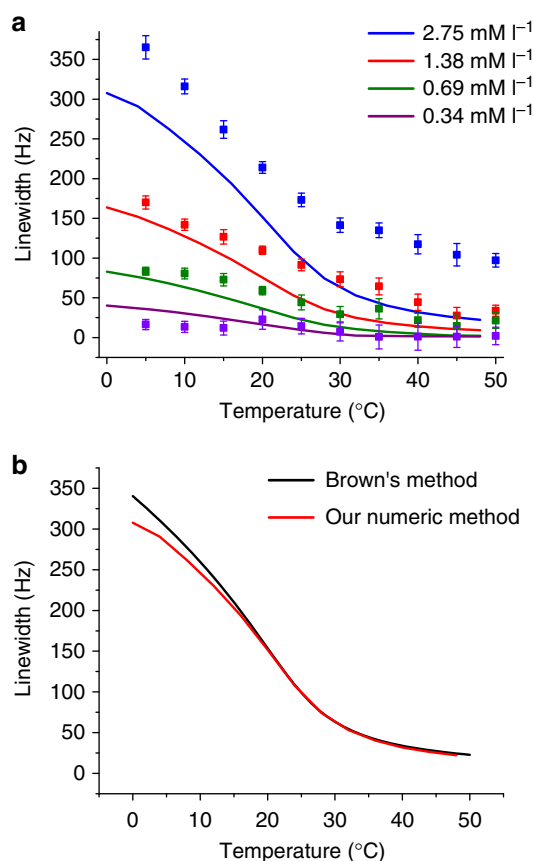 a
2.75 mM l⁻¹
1.38 mM l⁻¹
0.69 mM l⁻¹
0.34 mM l⁻¹
350
300
250
200
150
100
50
0
Linewidth (Hz)
0 10 20 30 40 50
Temperature (°C)
b
Brown's method
Our numeric method
350
300
250
200
150
100
50
0
Linewidth (Hz)
0 10 20 30 40 50
Temperature (°C)